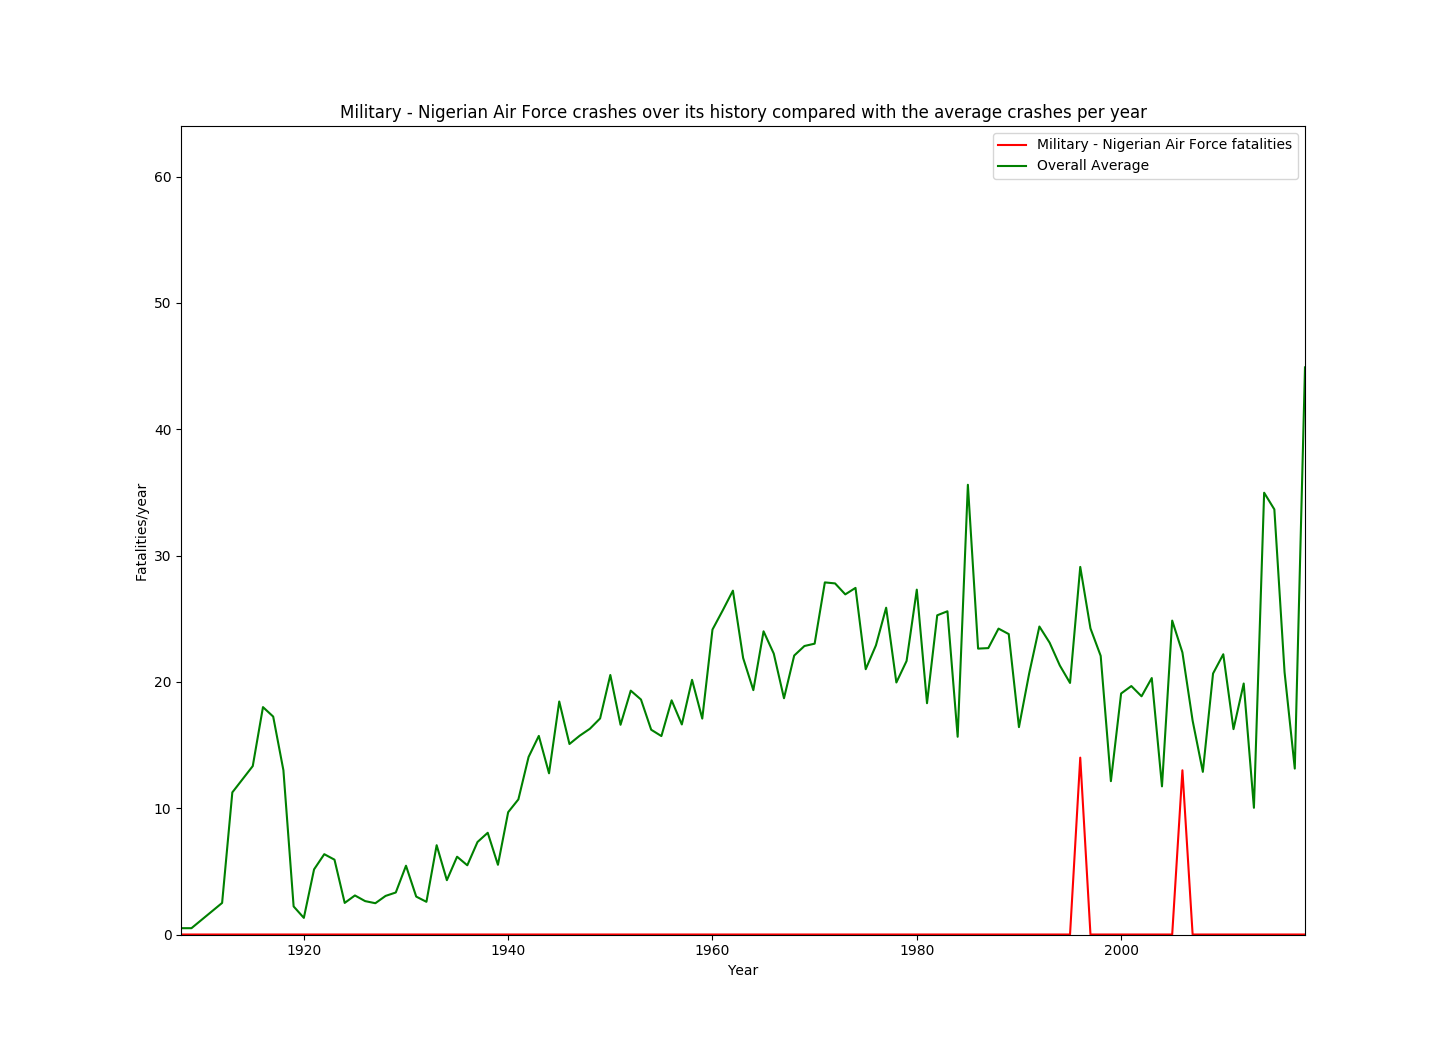 Military - Nigerian Air Force crashes over its history compared with the average crashes per year
Military - Nigerian Air Force fatalities
Overall Average
60
50
40
30
20
10
0
Fatalities/year
1920 1940 1960 1980 2000
Year